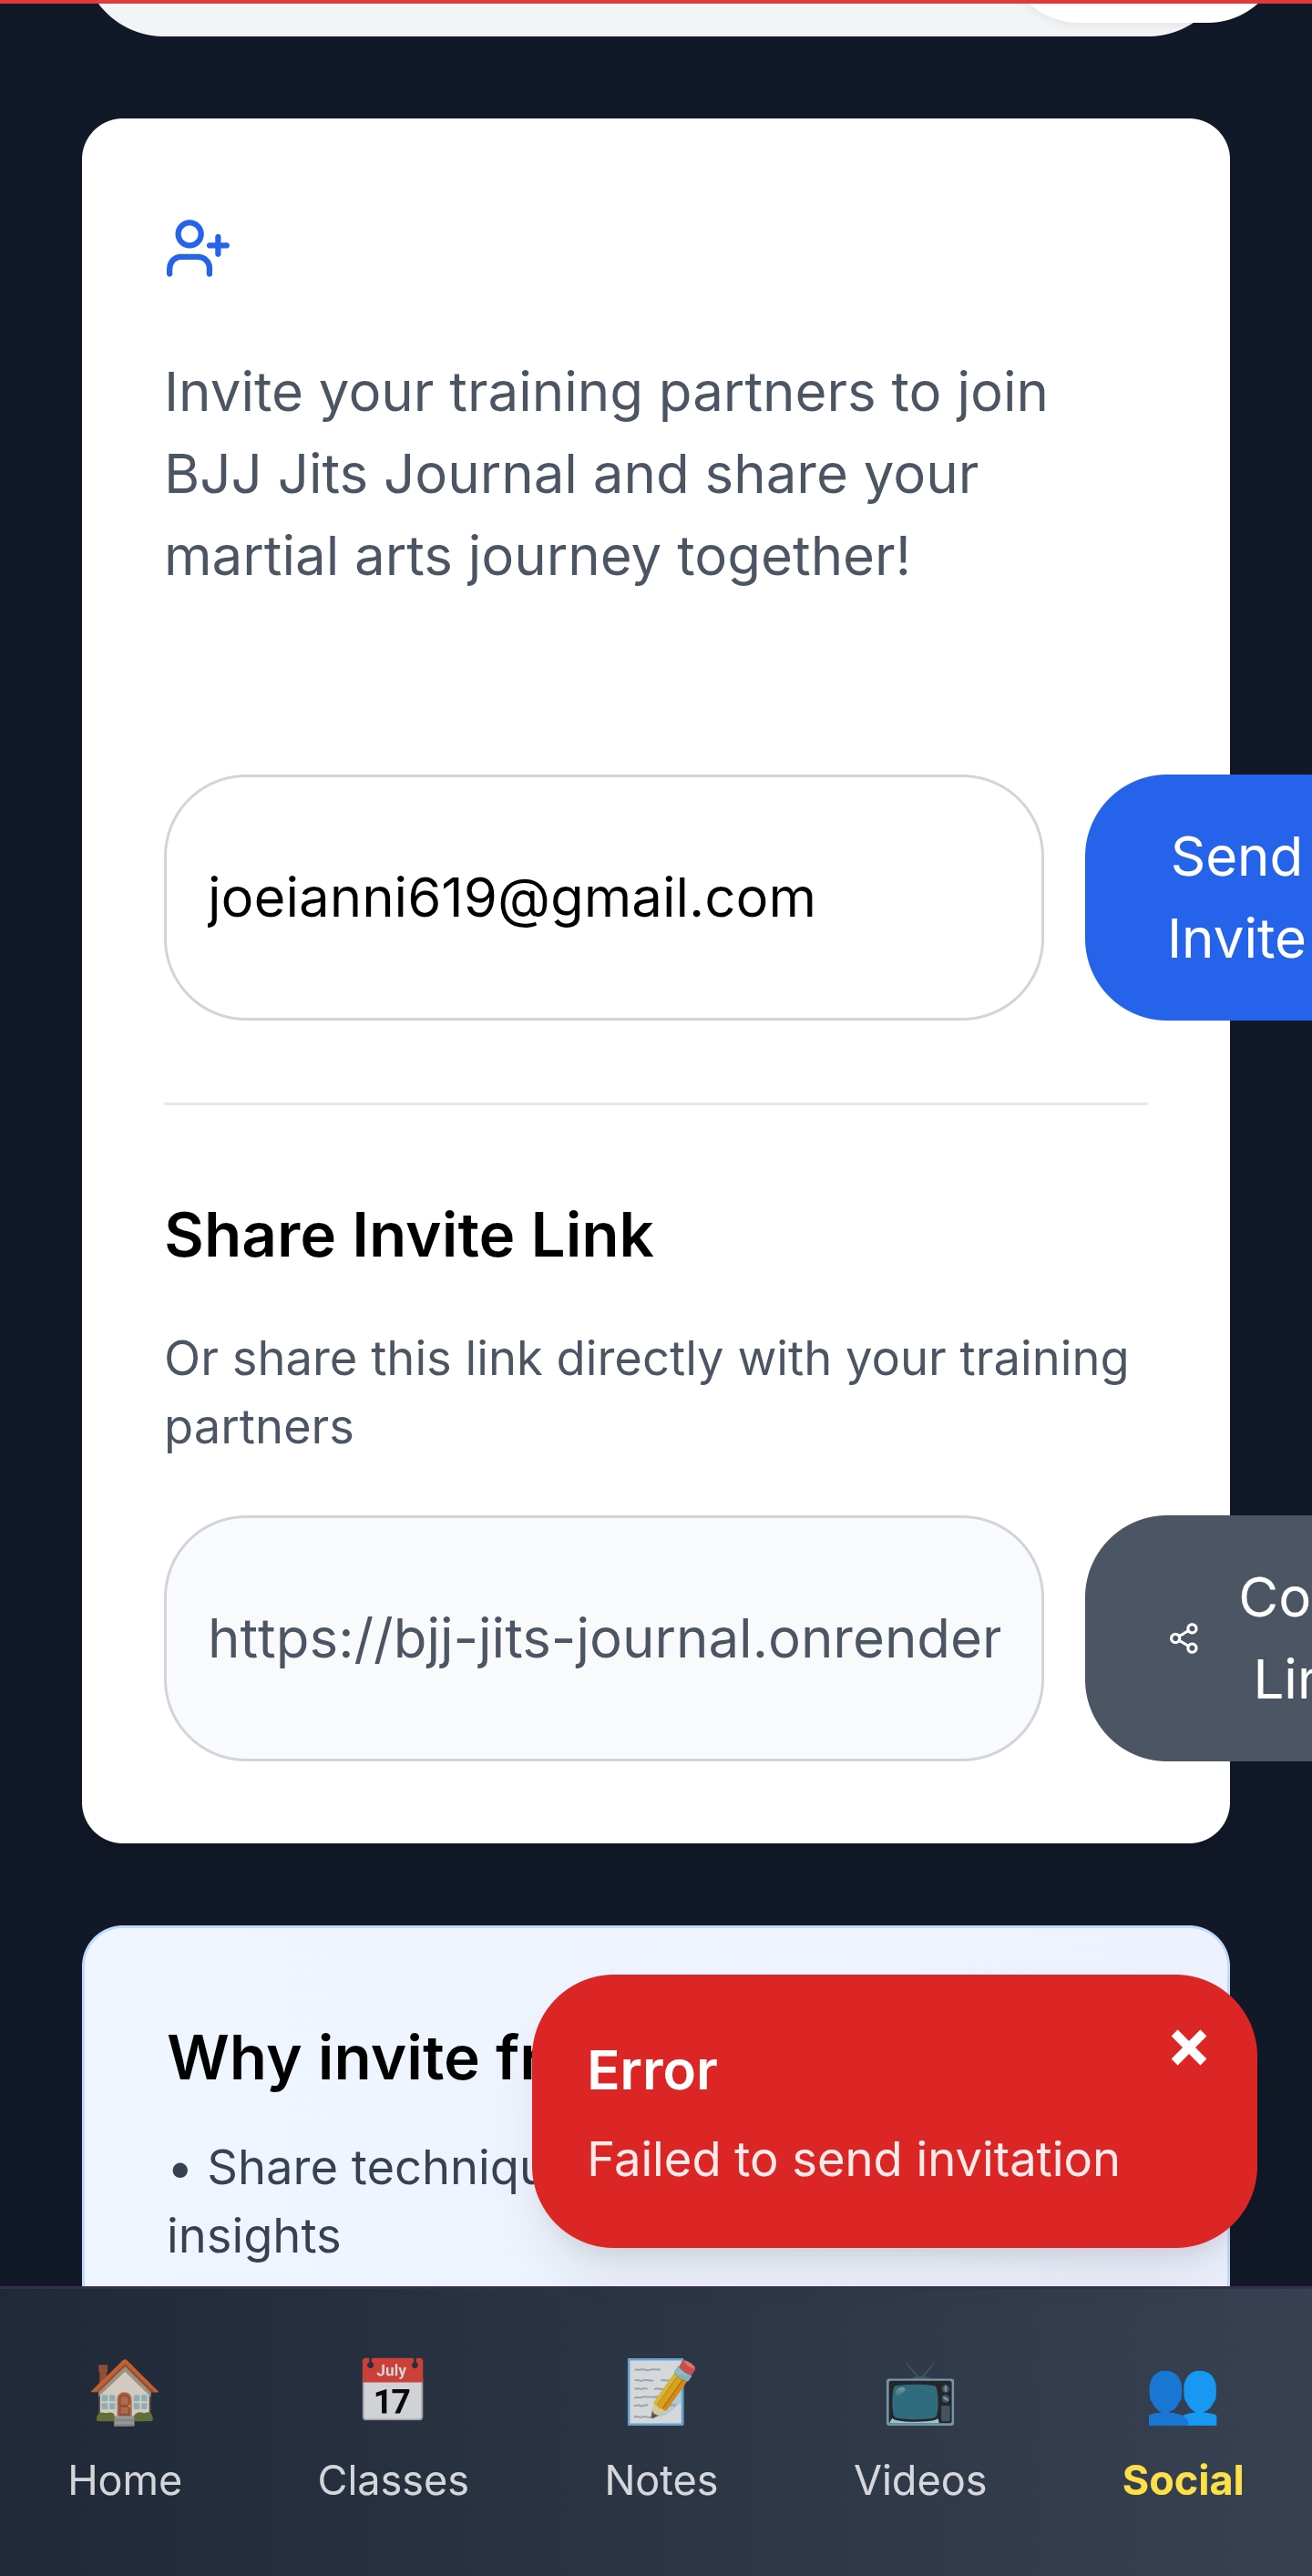 Invite your training partners to join
BJJ Jits Journal and share your
martial arts journey together!
joeianni619@gmail.com
Send
Invite
Share Invite Link
Or share this link directly with your training
partners
https://bjj-jits-journal.onrender
Co
Lin
Why invite fr
Error
Failed to send invitation
• Share techniqu
insights
July
17
Home
Classes
Notes
Videos
Social